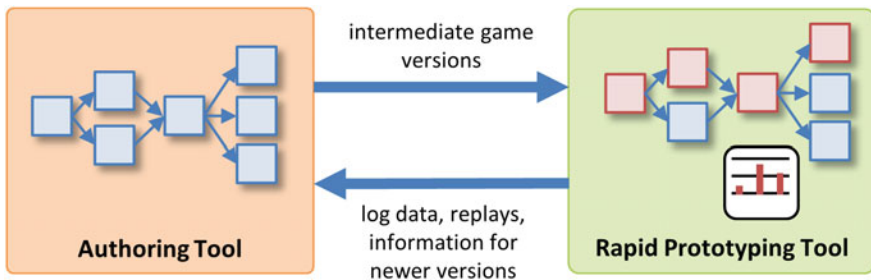 intermediate game
versions
log data, replays,
information for
newer versions
Authoring Tool
Rapid Prototyping Tool